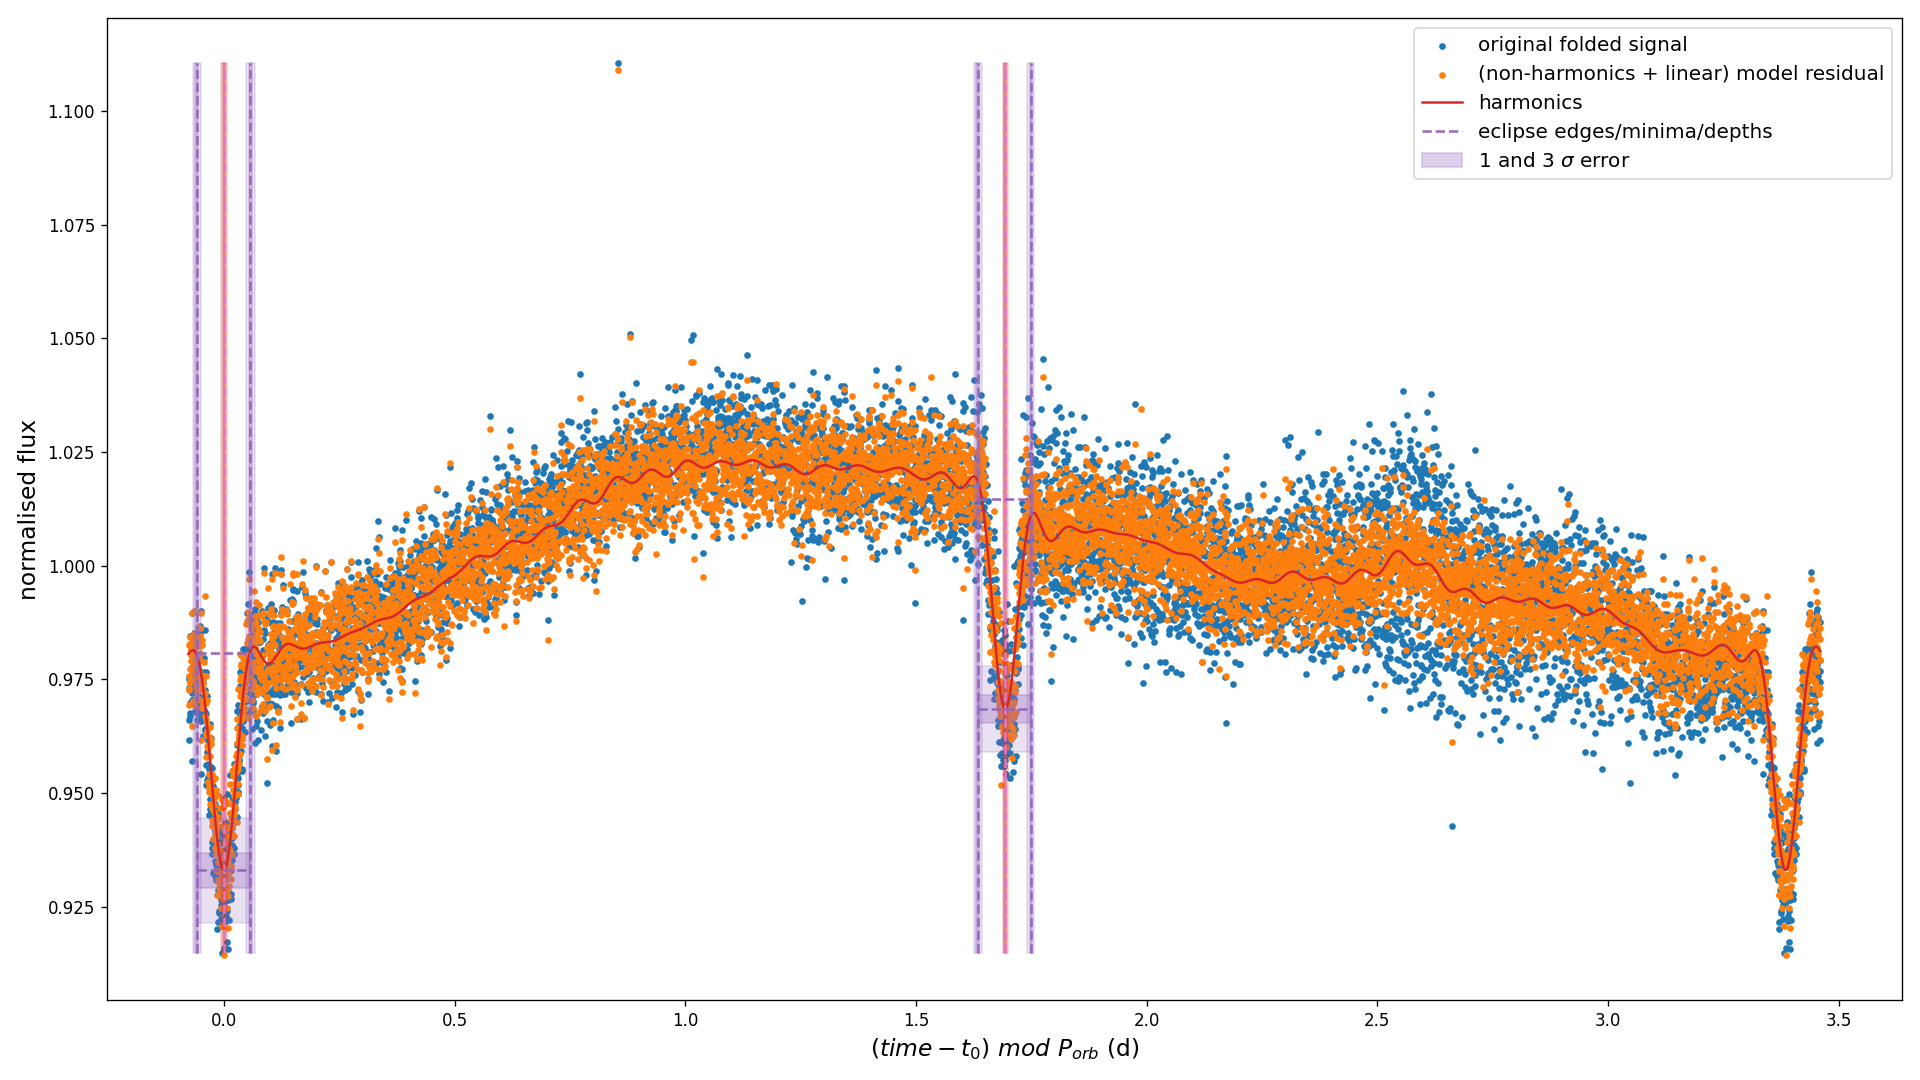 original folded signal
(non-harmonics + linear) model residual
harmonics
eclipse edges/minima/depths
1 and 3 σ error
normalised flux
1.100
1.075
1.050
1.025
1.000
0.975
0.950
0.925
0.0 0.5 1.0 1.5 2.0 2.5 3.0 3.5
(time − t₀) mod Pₒᵣb (d)